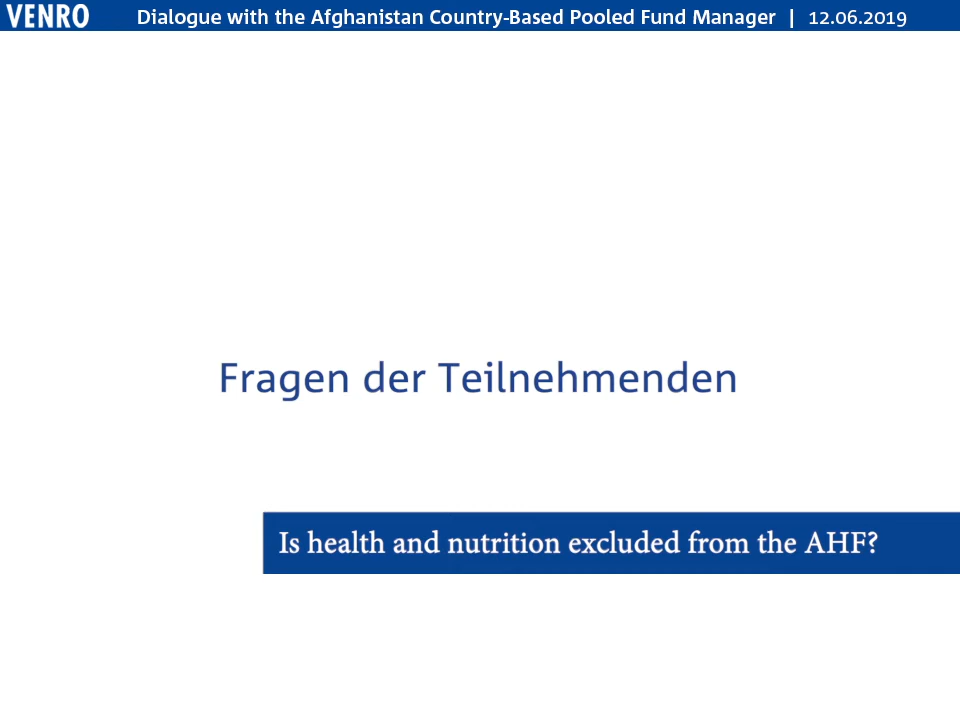 VENRO Dialogue with the Afghanistan Country-Based Pooled Fund Manager | 12.06.2019
Fragen der Teilnehmenden
Is health and nutrition excluded from the AHF?